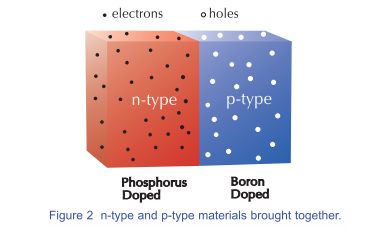 • electrons ○ holes
n-type p-type
Phosphorus Boron
Doped Doped
Figure 2 n-type and p-type materials brought together.